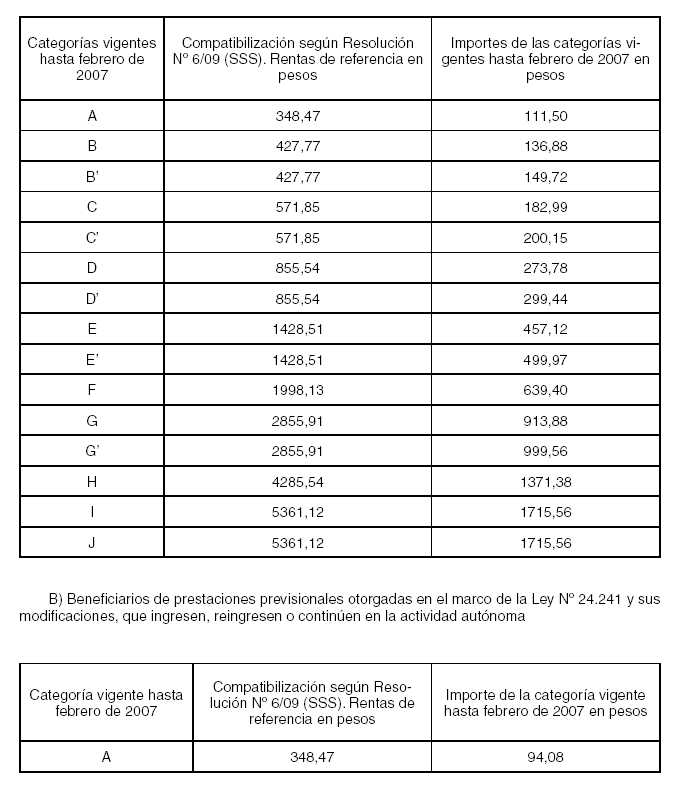 Categorías vigentes
hasta febrero de
2007
Compatibilización según Resolución
Nº 6/09 (SSS). Rentas de referencia en
pesos
Importes de las categorías vi-
gentes hasta febrero de 2007 en
pesos
A 348,47 111,50
B 427,77 136,88
B' 427,77 149,72
C 571,85 182,99
C' 571,85 200,15
D 855,54 273,78
D' 855,54 299,44
E 1428,51 457,12
E' 1428,51 499,97
F 1998,13 639,40
G 2855,91 913,88
G' 2855,91 999,56
H 4285,54 1371,38
I 5361,12 1715,56
J 5361,12 1715,56
B) Beneficiarios de prestaciones previsionales otorgadas en el marco de la Ley Nº 24.241 y sus
modificaciones, que ingresen, reingresen o continúen en la actividad autónoma
Categoría vigente hasta
febrero de 2007
Compatibilización según Reso-
lución Nº 6/09 (SSS). Rentas de
referencia en pesos
Importe de la categoría vigente
hasta febrero de 2007 en pesos
A 348,47 94,08